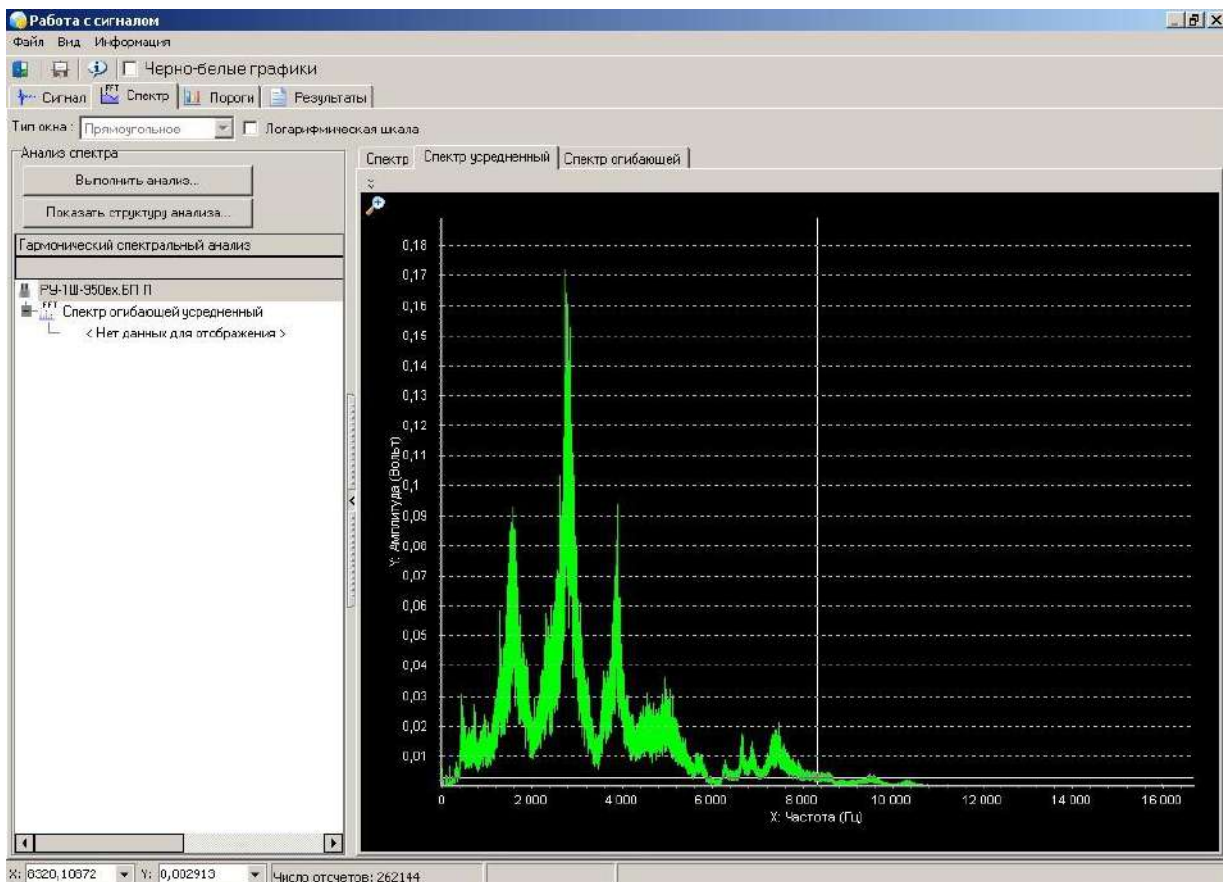 Работа с сигналом
Файл Вид Информация
Черно-белые графики
Сигнал Спектр Пороги Результаты
Тип окна : Прямоугольное Логарифмическая шкала
Анализ спектра
Выполнить анализ...
Показать структуру анализа...
Гармонический спектральный анализ
РУ-1Ш-950вх.БП П
Спектр огибающей усредненный
< Нет данных для отображения >
Спектр Спектр усредненный Спектр огибающей
Y: Амплитуда (Вольт)
0,18
0,17
0,16
0,15
0,14
0,13
0,12
0,11
0,1
0,09
0,08
0,07
0,06
0,05
0,04
0,03
0,02
0,01
0 2 000 4 000 6 000 8 000 10 000 12 000 14 000 16 000
X: Частота (Гц)
X: 8320,10872 Y: 0,002913 Число отсчетов: 262144